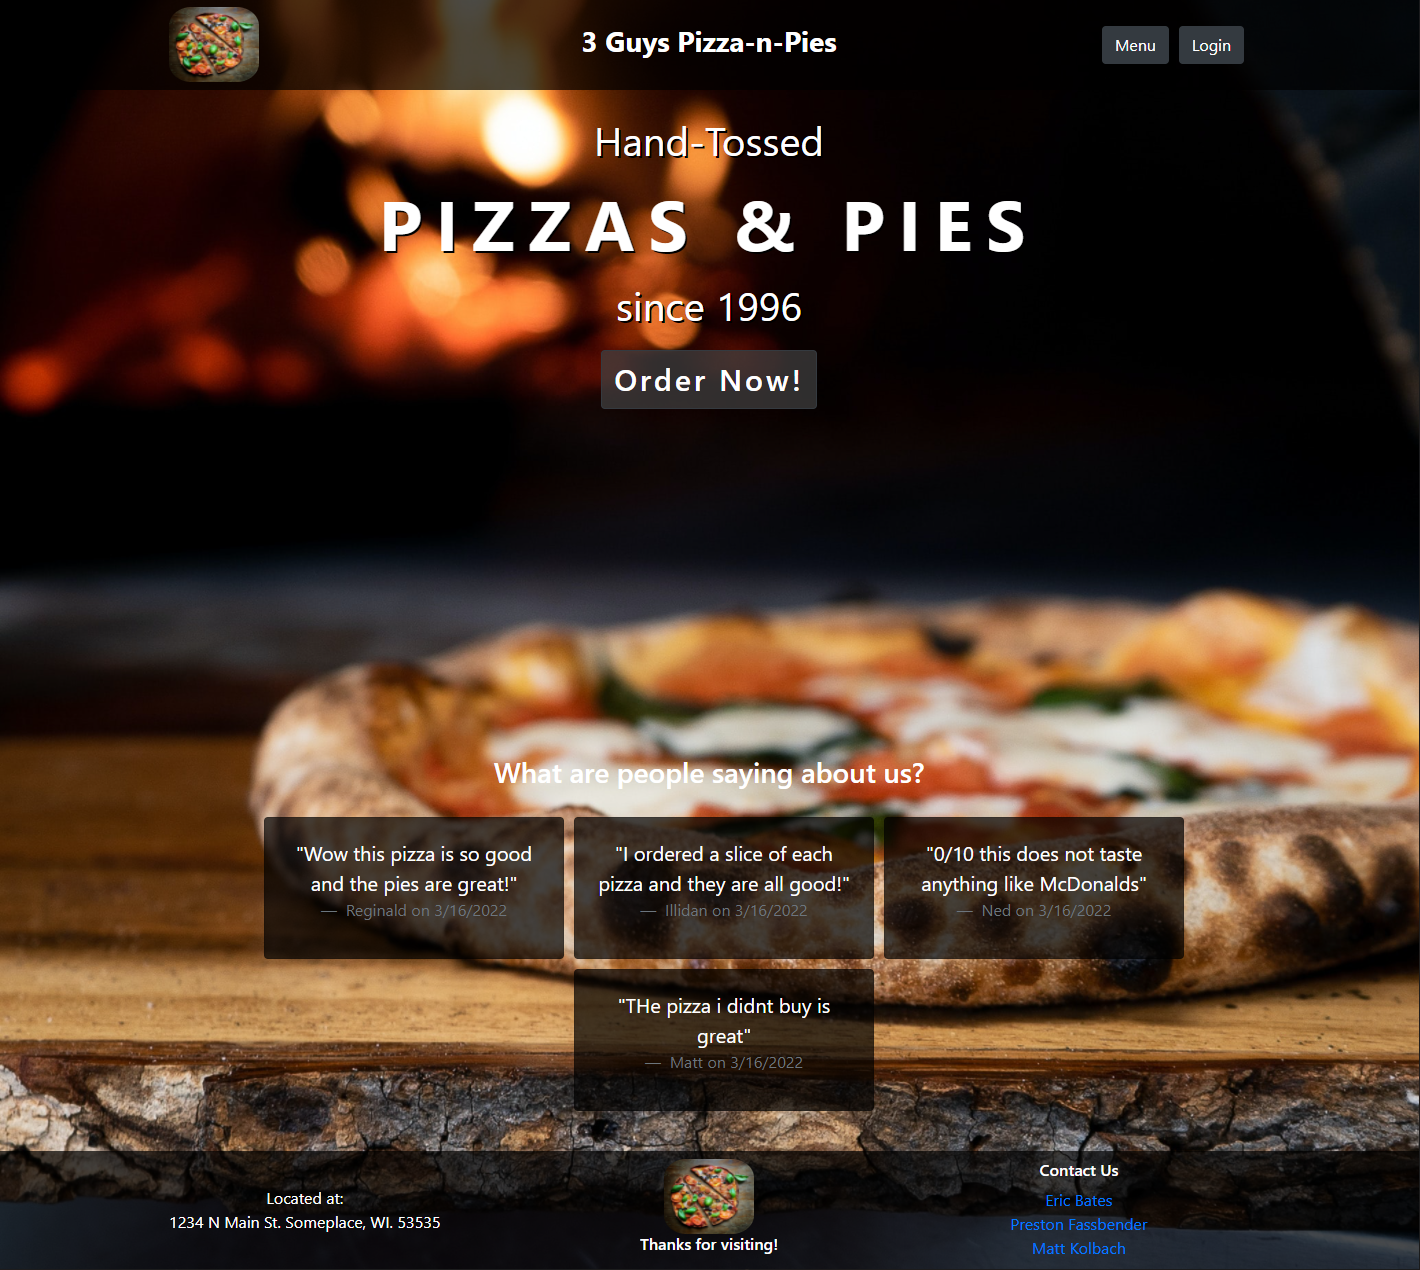 3 Guys Pizza-n-Pies
Menu
Login
Hand-Tossed
PIZZAS & PIES
since 1996
Order Now!
What are people saying about us?
"Wow this pizza is so good
and the pies are great!"
— Reginald on 3/16/2022
"I ordered a slice of each
pizza and they are all good!"
— Illidan on 3/16/2022
"0/10 this does not taste
anything like McDonalds"
— Ned on 3/16/2022
"THe pizza i didnt buy is
great"
— Matt on 3/16/2022
Located at:
1234 N Main St. Someplace, WI. 53535
Thanks for visiting!
Contact Us
Eric Bates
Preston Fassbender
Matt Kolbach